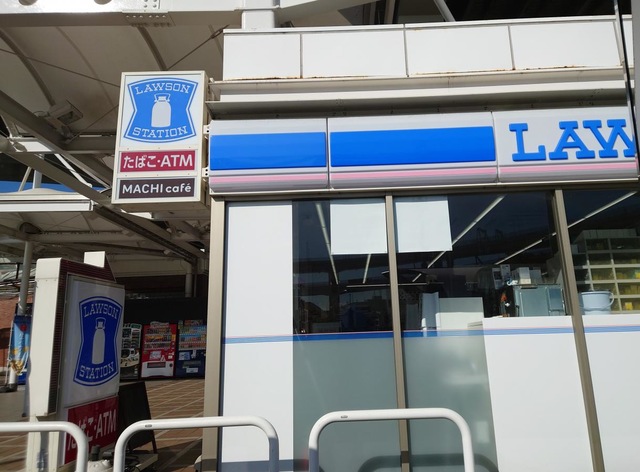 LAWSON
STATION
たばこ・ATM
MACHI café
LAW
LAWSON
STATION
たばこ・ATM